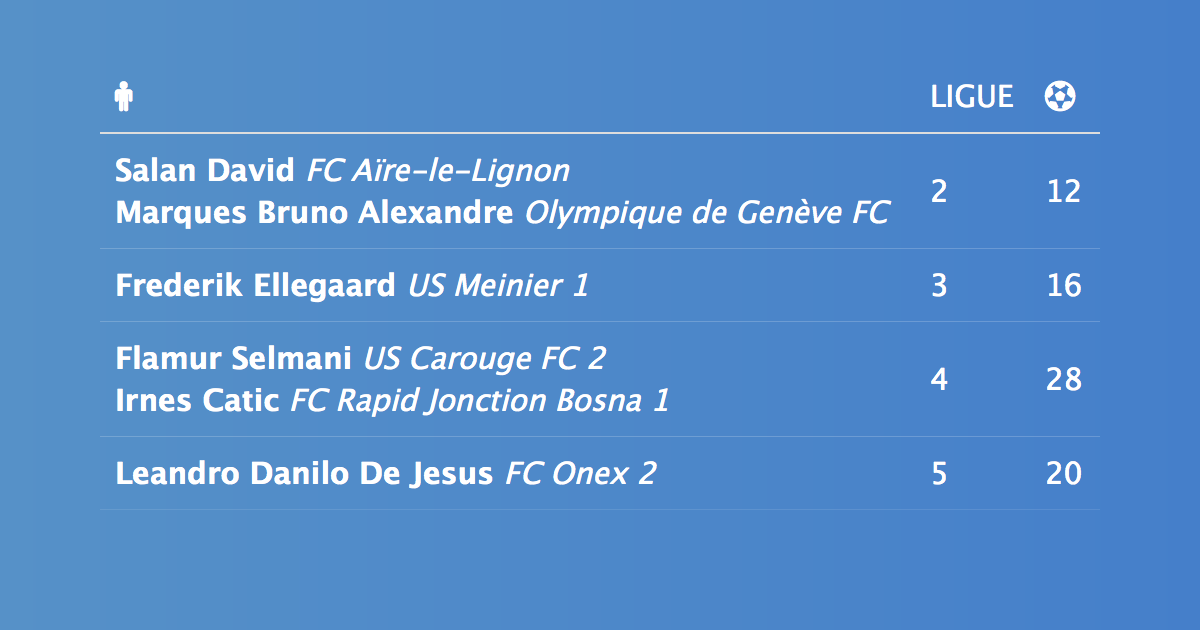 LIGUE
Salan David FC Aïre-le-Lignon
Marques Bruno Alexandre Olympique de Genève FC
2 12
Frederik Ellegaard US Meinier 1 3 16
Flamur Selmani US Carouge FC 2
Irnes Catic FC Rapid Jonction Bosna 1
4 28
Leandro Danilo De Jesus FC Onex 2 5 20